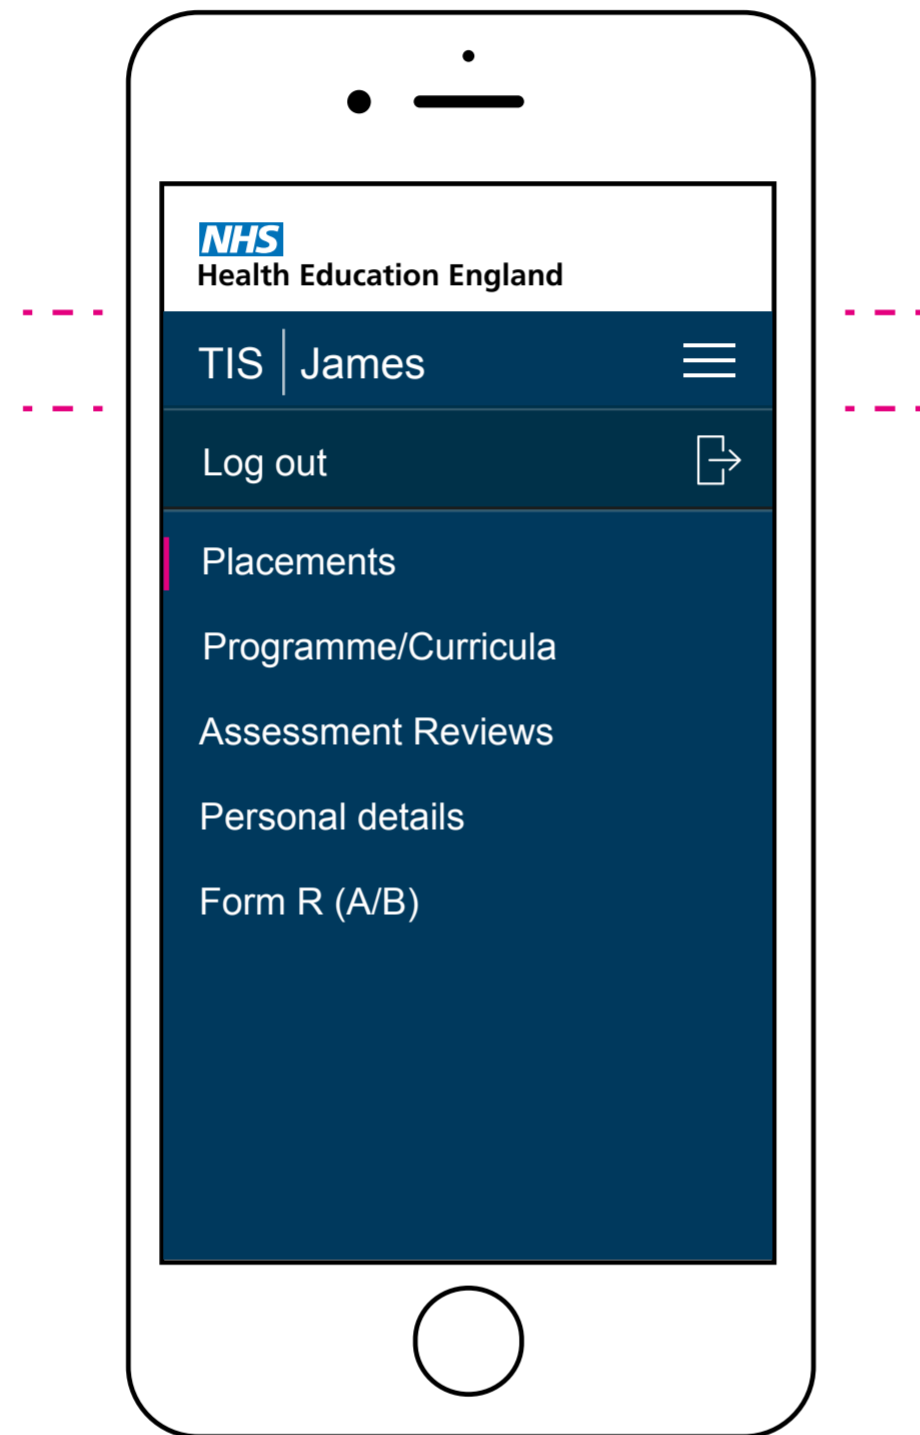 NHS
Health Education England
TIS | James
Log out
Placements
Programme/Curricula
Assessment Reviews
Personal details
Form R (A/B)